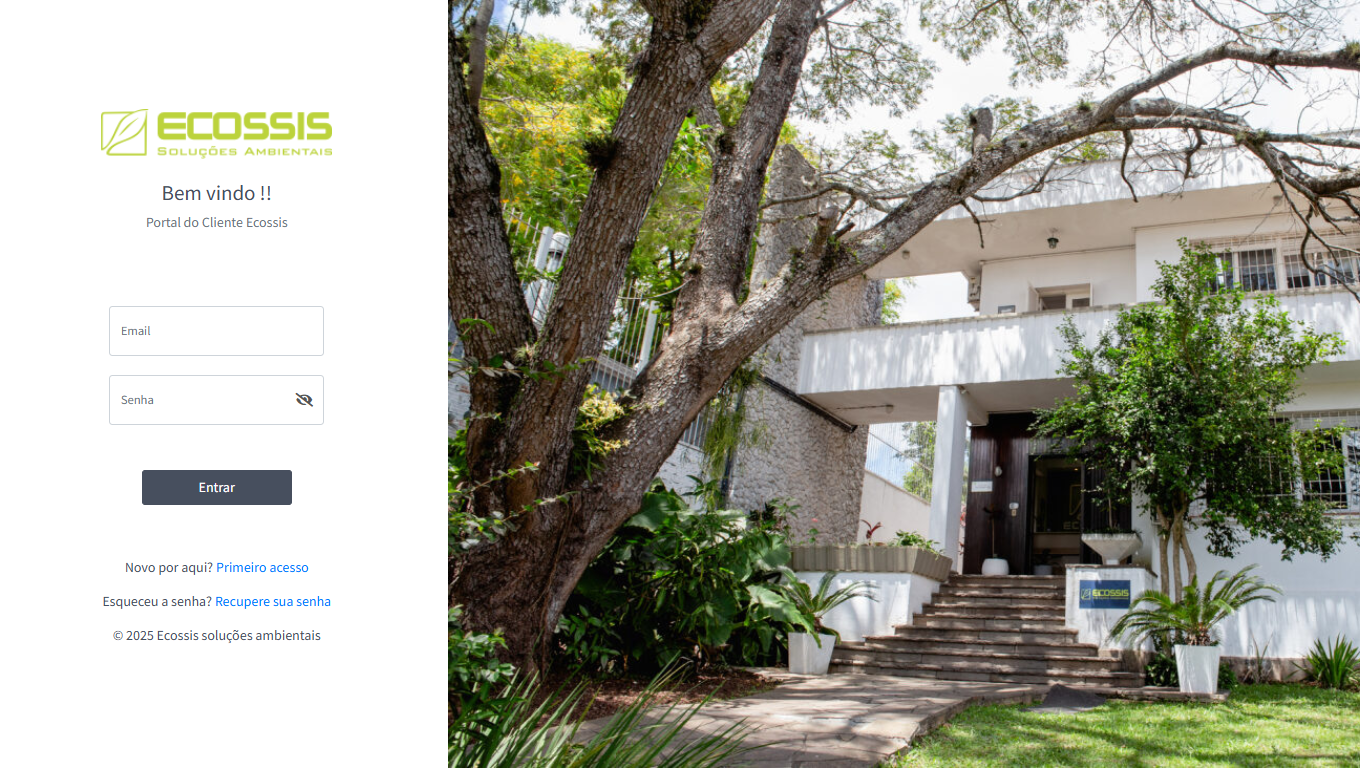 ECOSSIS
SOLUÇÕES AMBIENTAIS
Bem vindo !!
Portal do Cliente Ecossis
Email
Senha
Entrar
Novo por aqui? Primeiro acesso
Esqueceu a senha? Recupere sua senha
© 2025 Ecossis soluções ambientais
ECOSSIS